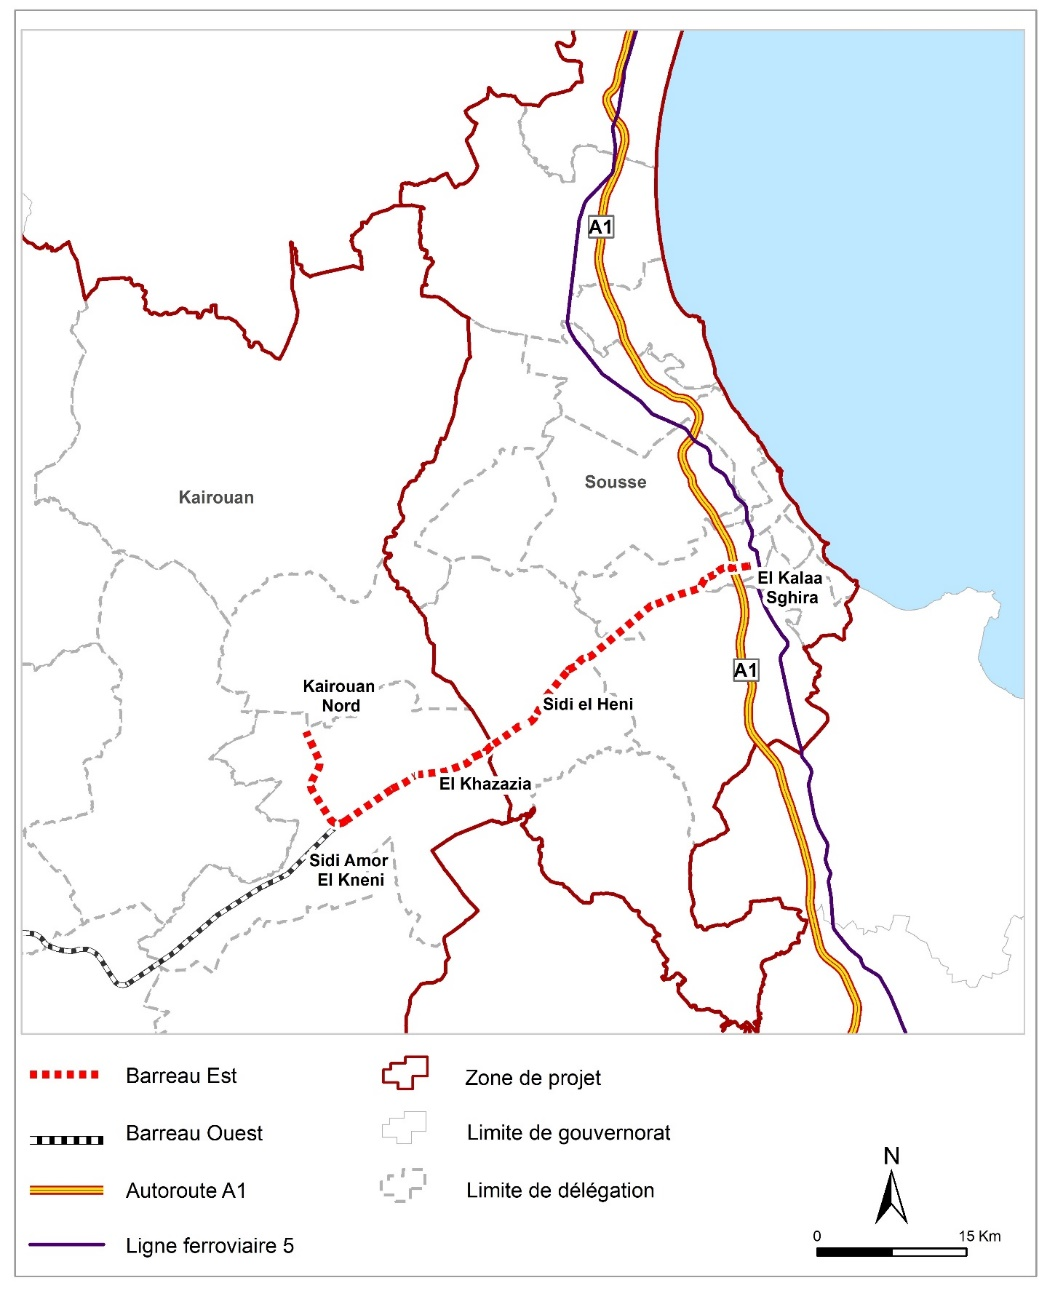 A1
Kairouan
Sousse
El Kalaa
Sghira
A1
Kairouan
Nord
Sidi el Heni
El Khazazia
Sidi Amor
El Kneni
Barreau Est
Barreau Ouest
Autoroute A1
Ligne ferroviaire 5
Zone de projet
Limite de gouvernorat
Limite de délégation
N
0 15 Km